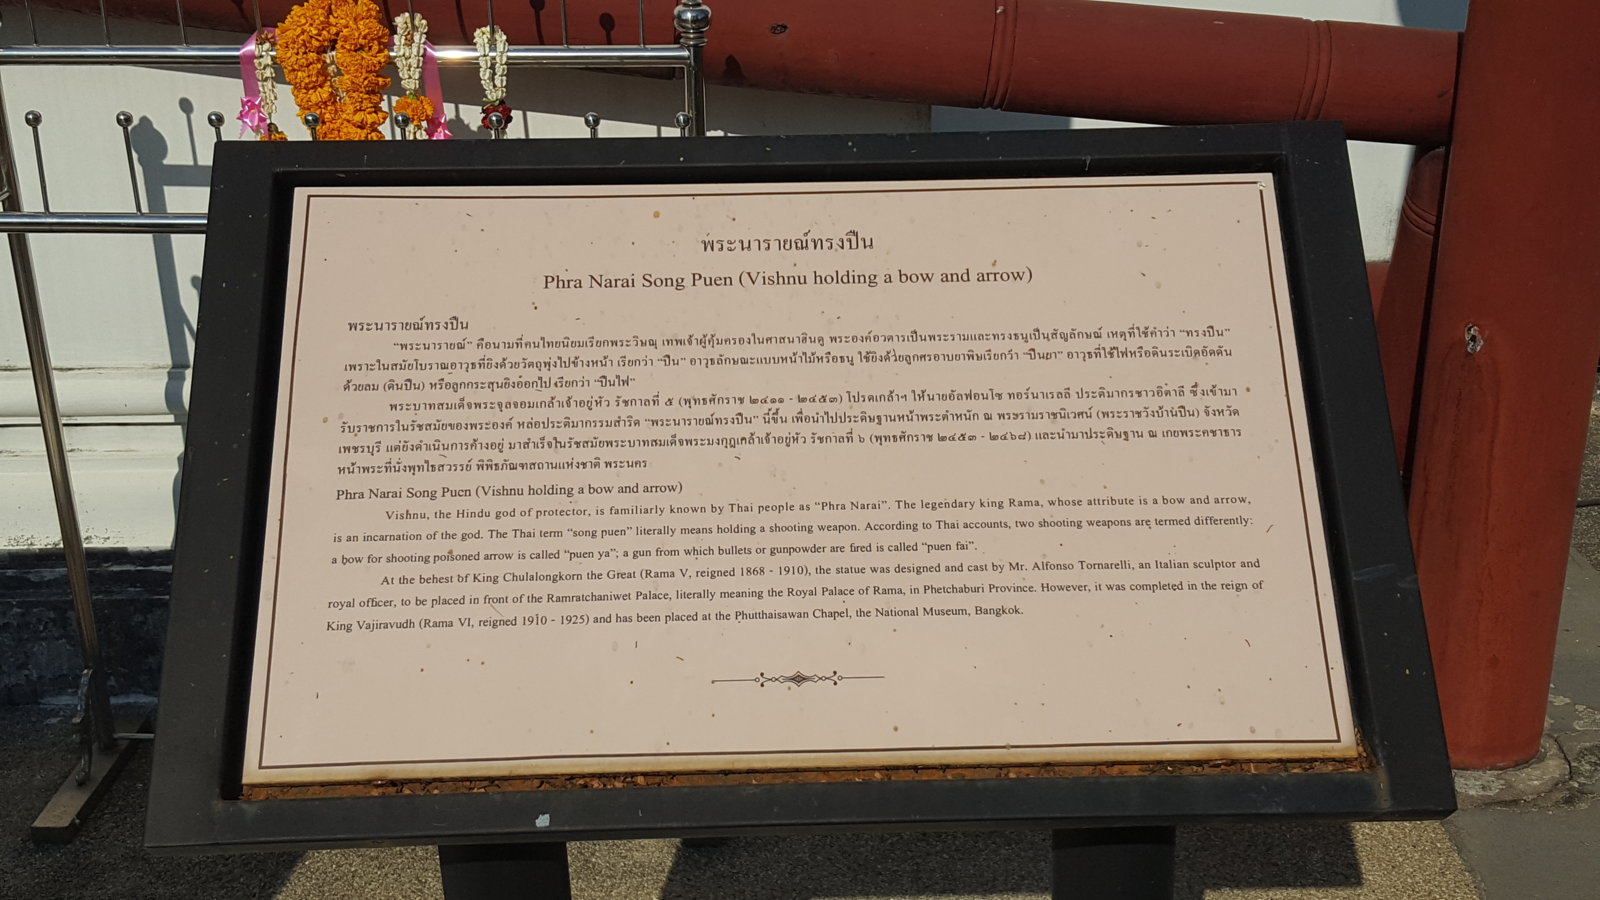 พระนารายณ์ทรงปืน
Phra Narai Song Puen (Vishnu holding a bow and arrow)
พระนารายณ์ทรงปืน
“พระนารายณ์” คือนามที่คนไทยนิยมเรียกพระวิษณุ เทพเจ้าผู้คุ้มครองในศาสนาฮินดู พระองค์อวตารเป็นพระรามและทรงธนูเป็นสัญลักษณ์ เหตุที่ใช้คำว่า “ทรงปืน”
เพราะในสมัยโบราณอาวุธที่ยิงด้วยวัตถุพุ่งไปข้างหน้า เรียกว่า “ปืน” อาวุธลักษณะแบบหน้าไม้หรือธนู ใช้ยิงด้วยลูกศรอาบยาพิษเรียกว่า “ปืนยา” อาวุธที่ใช้ไฟหรือดินระเบิดอัดดัน
ด้วยลม (ดินปืน) หรือลูกกระสุนยิงออกไป เรียกว่า “ปืนไฟ”
พระบาทสมเด็จพระจุลจอมเกล้าเจ้าอยู่หัว รัชกาลที่ ๕ (พุทธศักราช ๒๔๑๑ - ๒๔๕๓) โปรดเกล้าฯ ให้นายอัลฟอนโซ ทอร์นาเรลลี ประติมากรชาวอิตาลี ซึ่งเข้ามา
รับราชการในรัชสมัยของพระองค์ หล่อประติมากรรมสำริด “พระนารายณ์ทรงปืน” นี้ขึ้น เพื่อนำไปประดิษฐานหน้าพระตำหนัก ณ พระรามราชนิเวศน์ (พระราชวังบ้านปืน) จังหวัด
เพชรบุรี แต่ยังดำเนินการค้างอยู่ มาสำเร็จในรัชสมัยพระบาทสมเด็จพระมงกุฎเกล้าเจ้าอยู่หัว รัชกาลที่ ๖ (พุทธศักราช ๒๔๕๓ - ๒๔๖๘) และนำมาประดิษฐาน ณ เกยพระคชาธาร
หน้าพระที่นั่งพุทไธสวรรย์ พิพิธภัณฑสถานแห่งชาติ พระนคร
Phra Narai Song Puen (Vishnu holding a bow and arrow)
Vishnu, the Hindu god of protector, is familiarly known by Thai people as “Phra Narai”. The legendary king Rama, whose attribute is a bow and arrow,
is an incarnation of the god. The Thai term “song puen” literally means holding a shooting weapon. According to Thai accounts, two shooting weapons are termed differently:
a bow for shooting poisoned arrow is called “puen ya”; a gun from which bullets or gunpowder are fired is called “puen fai”.
At the behest of King Chulalongkorn the Great (Rama V, reigned 1868 - 1910), the statue was designed and cast by Mr. Alfonso Tornarelli, an Italian sculptor and
royal officer, to be placed in front of the Ramratchaniwet Palace, literally meaning the Royal Palace of Rama, in Phetchaburi Province. However, it was completed in the reign of
King Vajiravudh (Rama VI, reigned 1910 - 1925) and has been placed at the Phutthaisawan Chapel, the National Museum, Bangkok.